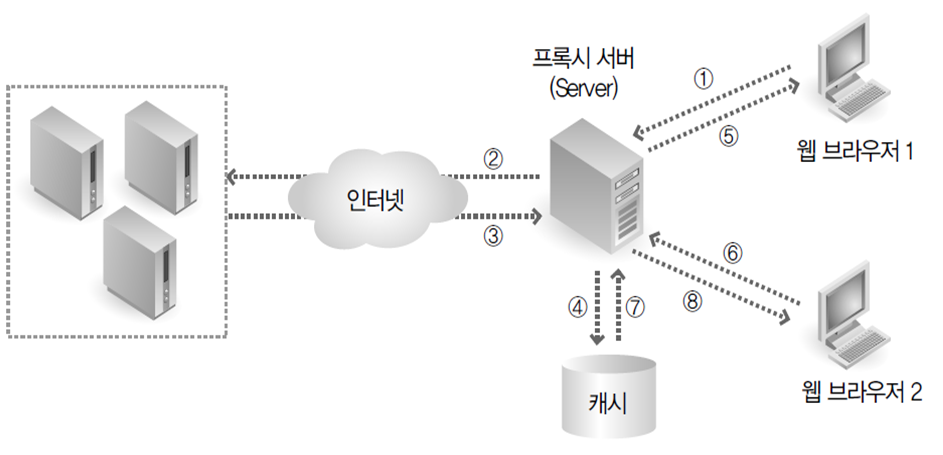 프록시 서버
(Server)
①
⑤
웹 브라우저 1
②
인터넷
③
⑥
⑧
④
⑦
웹 브라우저 2
캐시